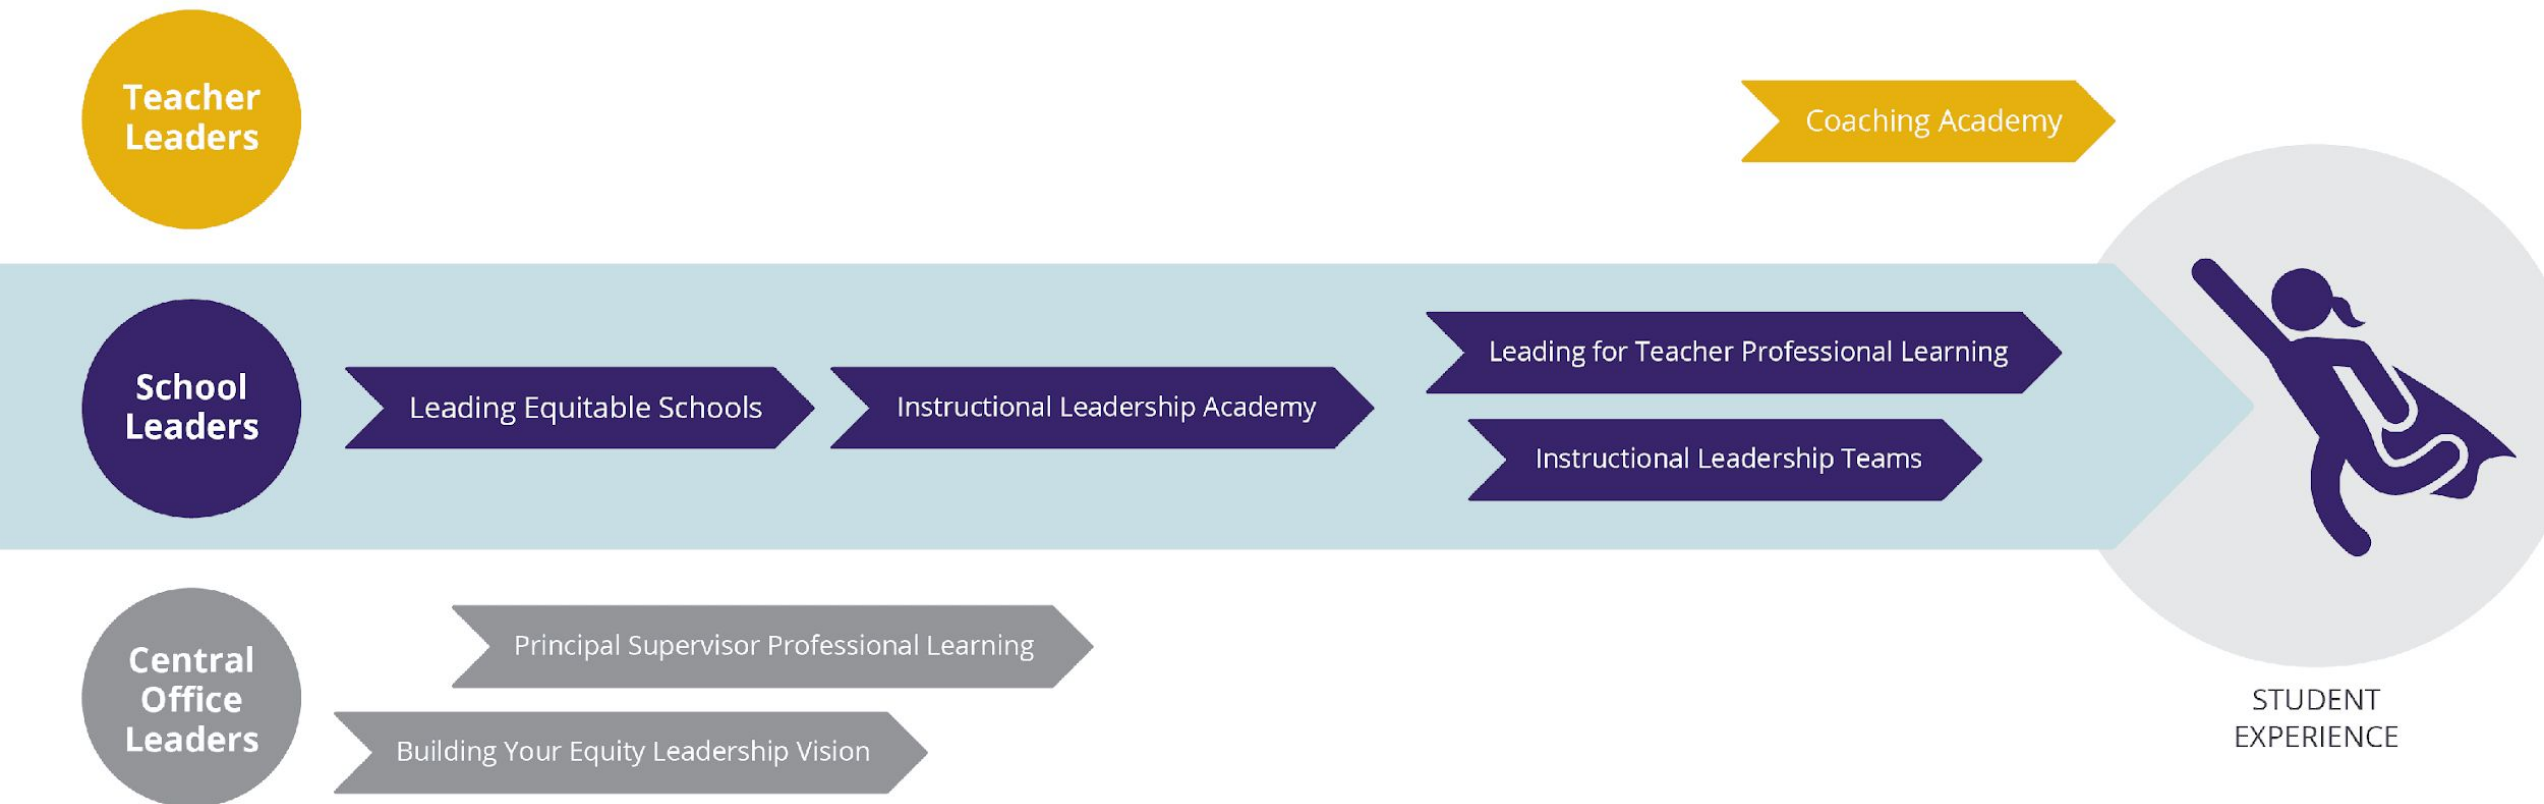 Teacher
Leaders
Coaching Academy
School
Leaders
Leading Equitable Schools
Instructional Leadership Academy
Leading for Teacher Professional Learning
Instructional Leadership Teams
Central
Office
Leaders
Principal Supervisor Professional Learning
Building Your Equity Leadership Vision
STUDENT
EXPERIENCE